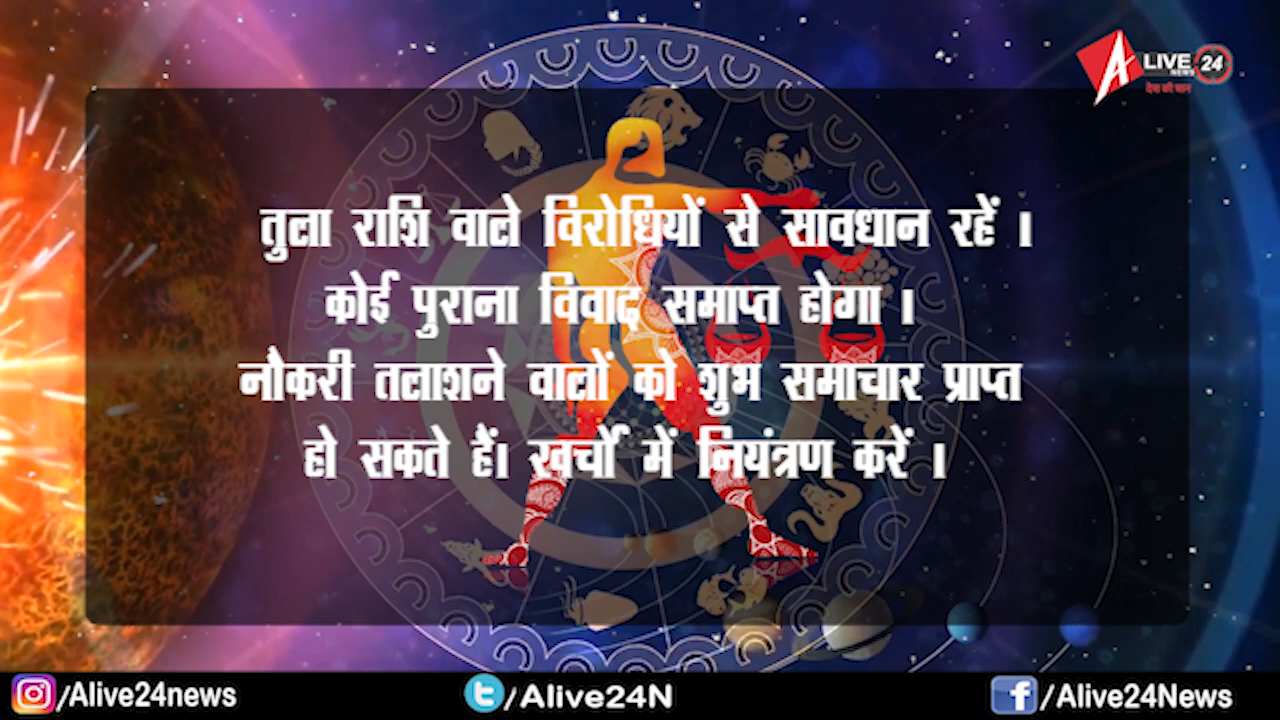 A LIVE 24
NEWS
देश की शान
तुला राशि वाले विरोधियों से सावधान रहें ।
कोई पुराना विवाद समाप्त होगा ।
नौकरी तलाशने वालों को शुभ समाचार प्राप्त
हो सकते हैं। खर्चो में नियंत्रण करें ।
/Alive24news
/Alive24N
/Alive24News